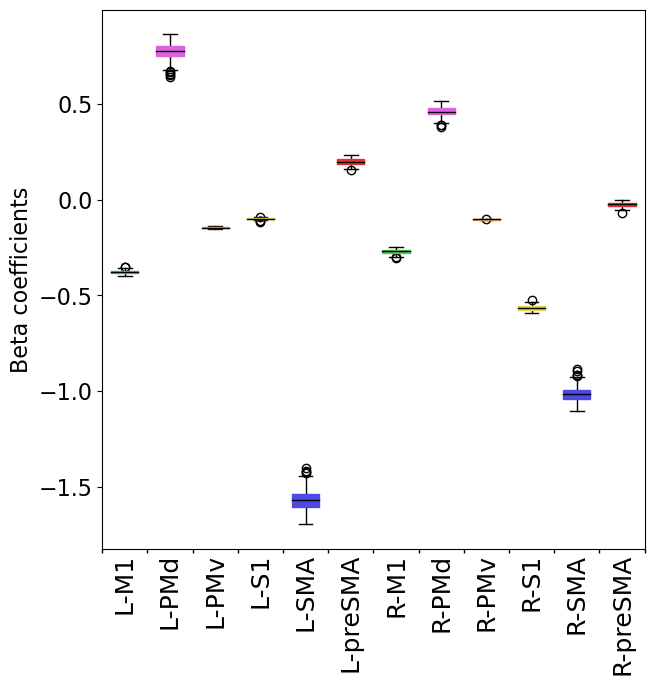 Beta coefficients
0.5
0.0
−0.5
−1.0
−1.5
L-M1
L-PMd
L-PMv
L-S1
L-SMA
L-preSMA
R-M1
R-PMd
R-PMv
R-S1
R-SMA
R-preSMA